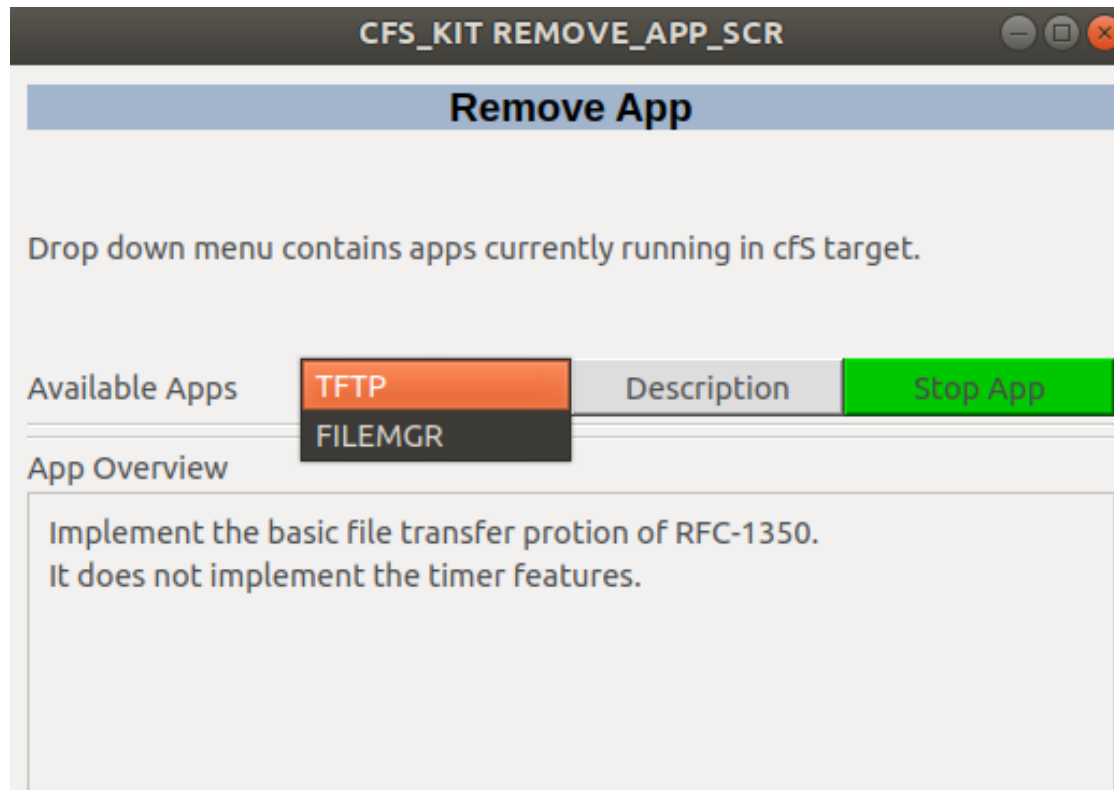 CFS_KIT REMOVE_APP_SCR
Remove App
Drop down menu contains apps currently running in cfS target.
Available Apps TFTP Description Stop App
FILEMGR
App Overview
Implement the basic file transfer protion of RFC-1350.
It does not implement the timer features.